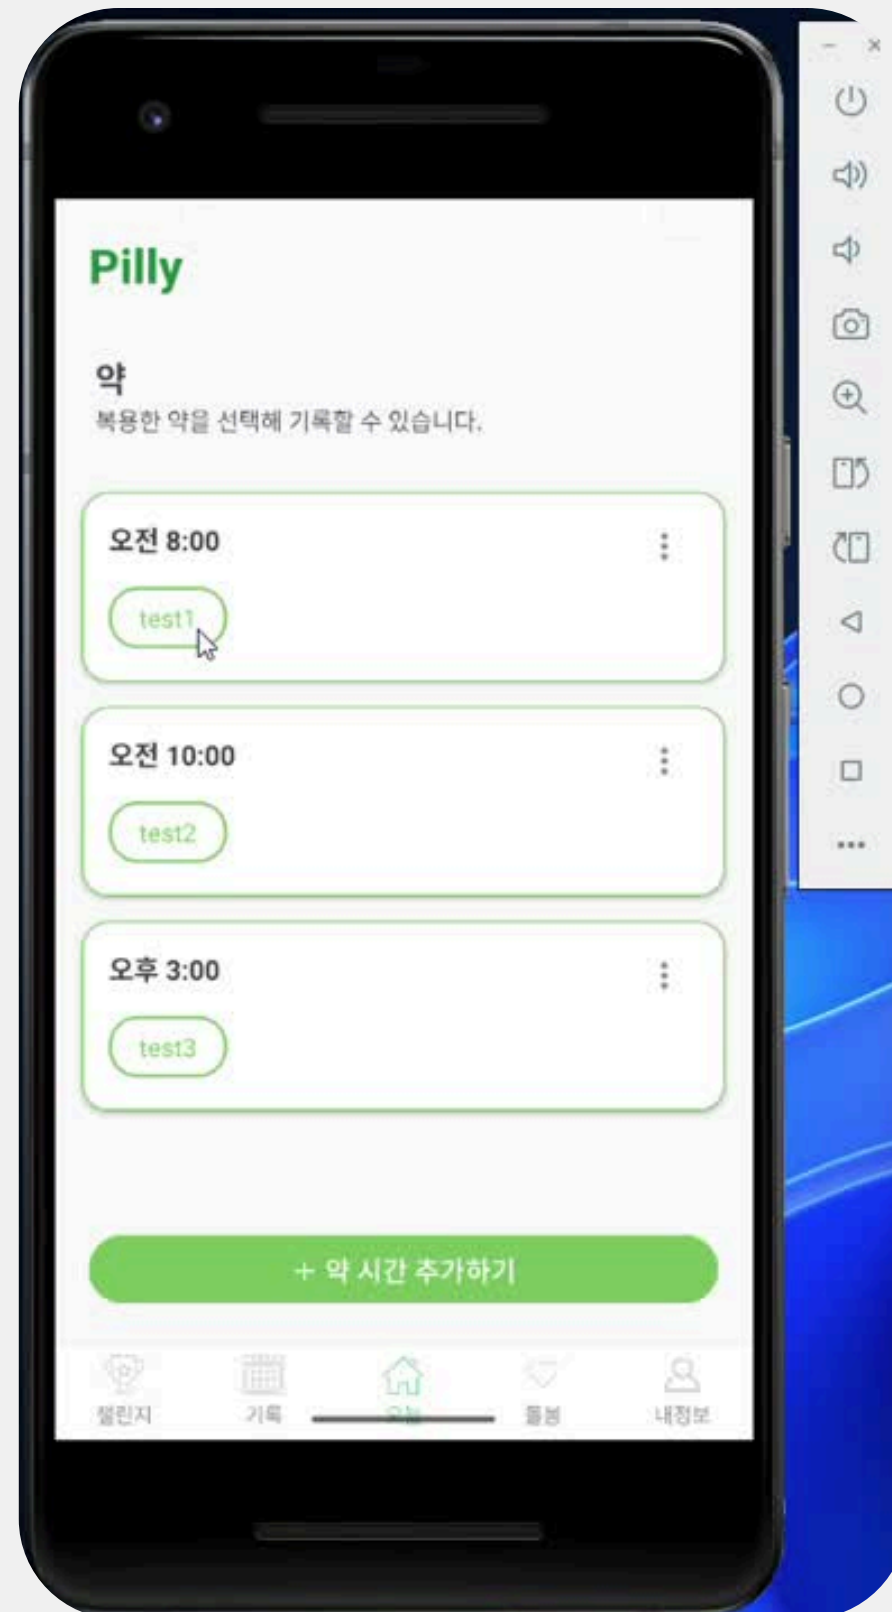 Pilly
약
복용한 약을 선택해 기록할 수 있습니다.
오전 8:00
test1
오전 10:00
test2
오후 3:00
test3
+ 약 시간 추가하기
챌린지
기록
오늘
돌봄
내정보